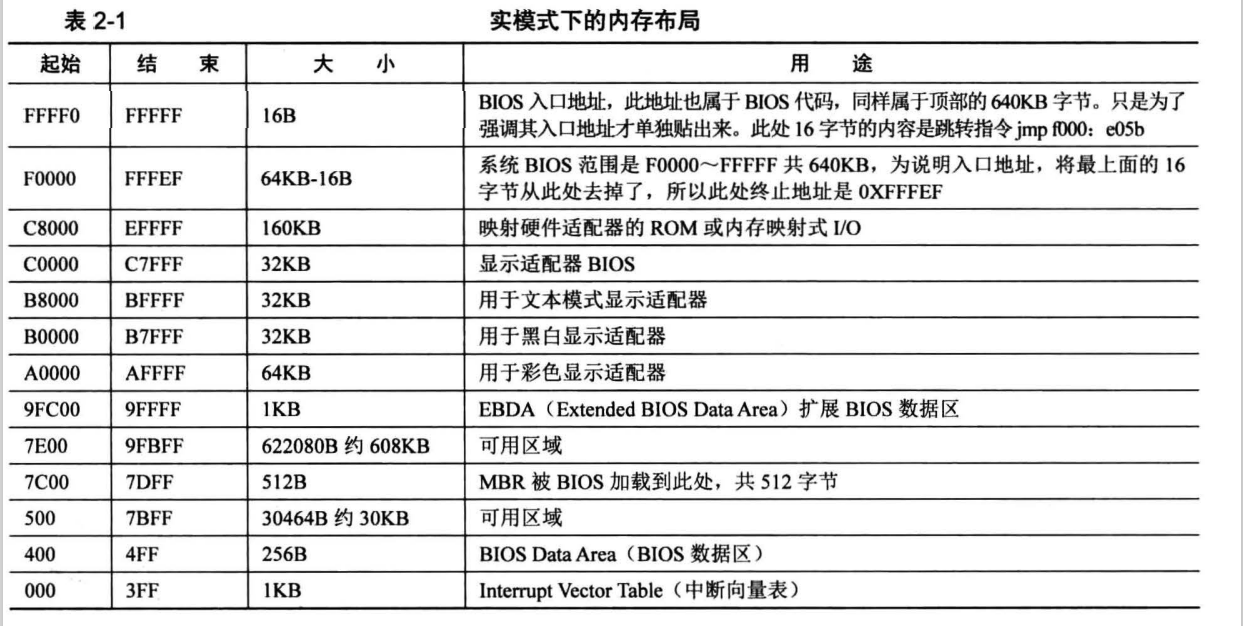 表 2-1 实模式下的内存布局
起始 结 束 大 小 用 途
FFFF0 FFFFF 16B BIOS 入口地址，此地址也属于 BIOS 代码，同样属于顶部的 640KB 字节。只是为了
强调其入口地址才单独贴出来。此处 16 字节的内容是跳转指令 jmp f000：e05b
F0000 FFFEF 64KB-16B 系统 BIOS 范围是 F0000～FFFFF 共 640KB，为说明入口地址，将最上面的 16
字节从此处去掉了，所以此处终止地址是 0XFFFEF
C8000 EFFFF 160KB 映射硬件适配器的 ROM 或内存映射式 I/O
C0000 C7FFF 32KB 显示适配器 BIOS
B8000 BFFFF 32KB 用于文本模式显示适配器
B0000 B7FFF 32KB 用于黑白显示适配器
A0000 AFFFF 64KB 用于彩色显示适配器
9FC00 9FFFF 1KB EBDA（Extended BIOS Data Area）扩展 BIOS 数据区
7E00 9FBFF 622080B 约 608KB 可用区域
7C00 7DFF 512B MBR 被 BIOS 加载到此处，共 512 字节
500 7BFF 30464B 约 30KB 可用区域
400 4FF 256B BIOS Data Area（BIOS 数据区）
000 3FF 1KB Interrupt Vector Table（中断向量表）